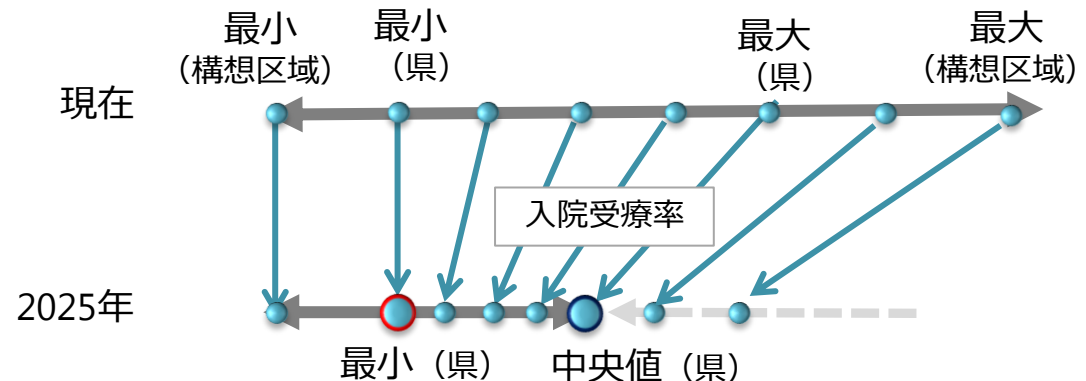 最小
（構想区域）
最小
（県）
最大
（県）
最大
（構想区域）
現在
入院受療率
2025年
最小（県）
中央値（県）